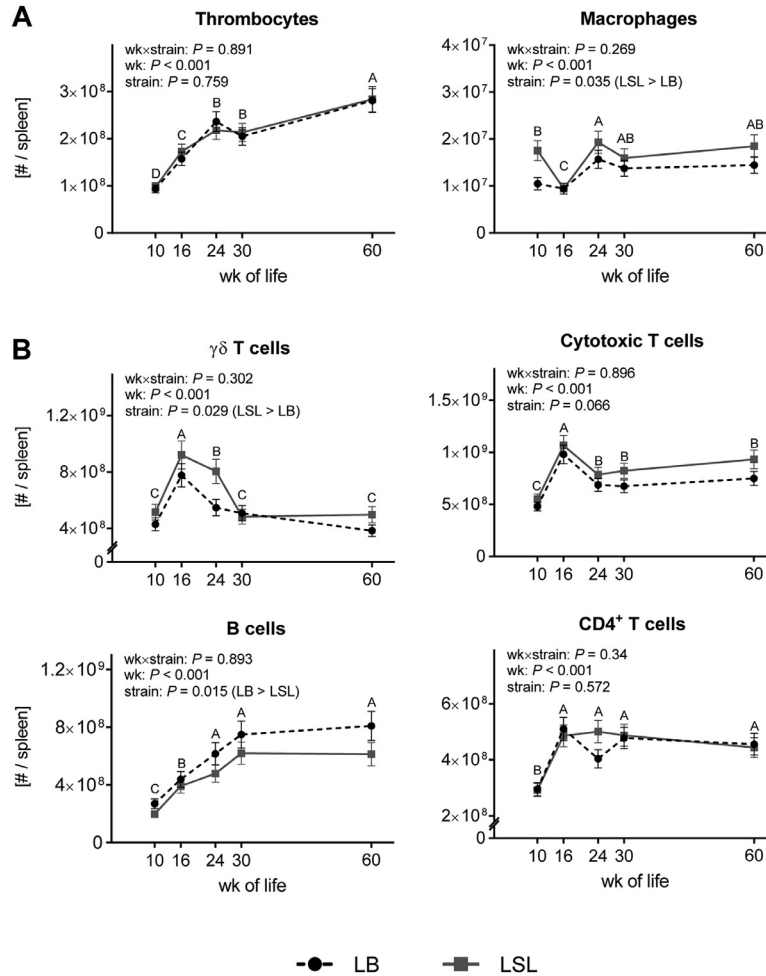 A
Thrombocytes
wk×strain: P = 0.891
wk: P < 0.001
strain: P = 0.759
[# / spleen]
3×10⁸
2×10⁸
1×10⁸
0
D
C
B
B
A
10 16 24 30 60
wk of life
Macrophages
wk×strain: P = 0.269
wk: P < 0.001
strain: P = 0.035 (LSL > LB)
4×10⁷
3×10⁷
2×10⁷
1×10⁷
0
B
C
A
AB
AB
10 16 24 30 60
wk of life
B
γδ T cells
wk×strain: P = 0.302
wk: P < 0.001
strain: P = 0.029 (LSL > LB)
[# / spleen]
1.2×10⁹
8×10⁸
4×10⁸
0
C
A
B
C
C
10 16 24 30 60
Cytotoxic T cells
wk×strain: P = 0.896
wk: P < 0.001
strain: P = 0.066
1.5×10⁹
1×10⁹
5×10⁸
0
C
A
B
B
B
10 16 24 30 60
B cells
wk×strain: P = 0.893
wk: P < 0.001
strain: P = 0.015 (LB > LSL)
[# / spleen]
1.2×10⁹
8×10⁸
4×10⁸
0
C
B
A
A
A
10 16 24 30 60
wk of life
CD4⁺ T cells
wk×strain: P = 0.34
wk: P < 0.001
strain: P = 0.572
6×10⁸
4×10⁸
2×10⁸
0
B
A
A
A
A
10 16 24 30 60
wk of life
LB LSL